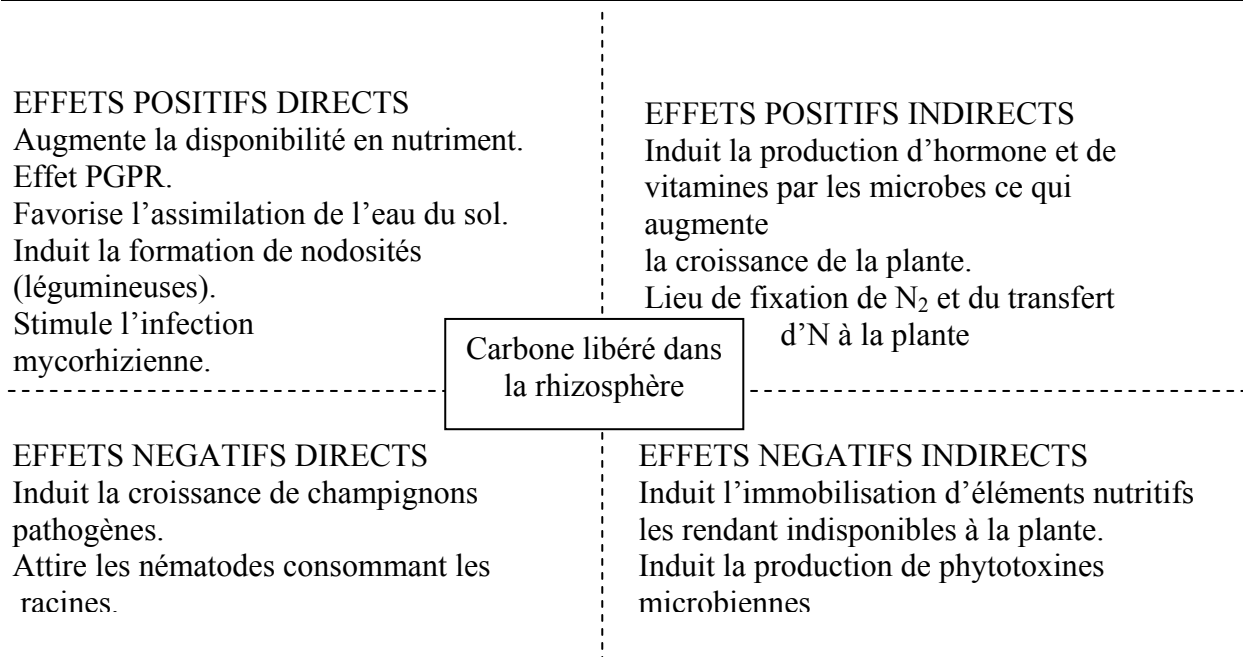 EFFETS POSITIFS DIRECTS
Augmente la disponibilité en nutriment.
Effet PGPR.
Favorise l’assimilation de l’eau du sol.
Induit la formation de nodosités
(légumineuses).
Stimule l’infection
mycorhizienne.
EFFETS POSITIFS INDIRECTS
Induit la production d’hormone et de
vitamines par les microbes ce qui
augmente
la croissance de la plante.
Lieu de fixation de N₂ et du transfert
d’N à la plante
Carbone libéré dans
la rhizosphère
EFFETS NEGATIFS DIRECTS
Induit la croissance de champignons
pathogènes.
Attire les nématodes consommant les
racines.
EFFETS NEGATIFS INDIRECTS
Induit l’immobilisation d’éléments nutritifs
les rendant indisponibles à la plante.
Induit la production de phytotoxines
microbiennes